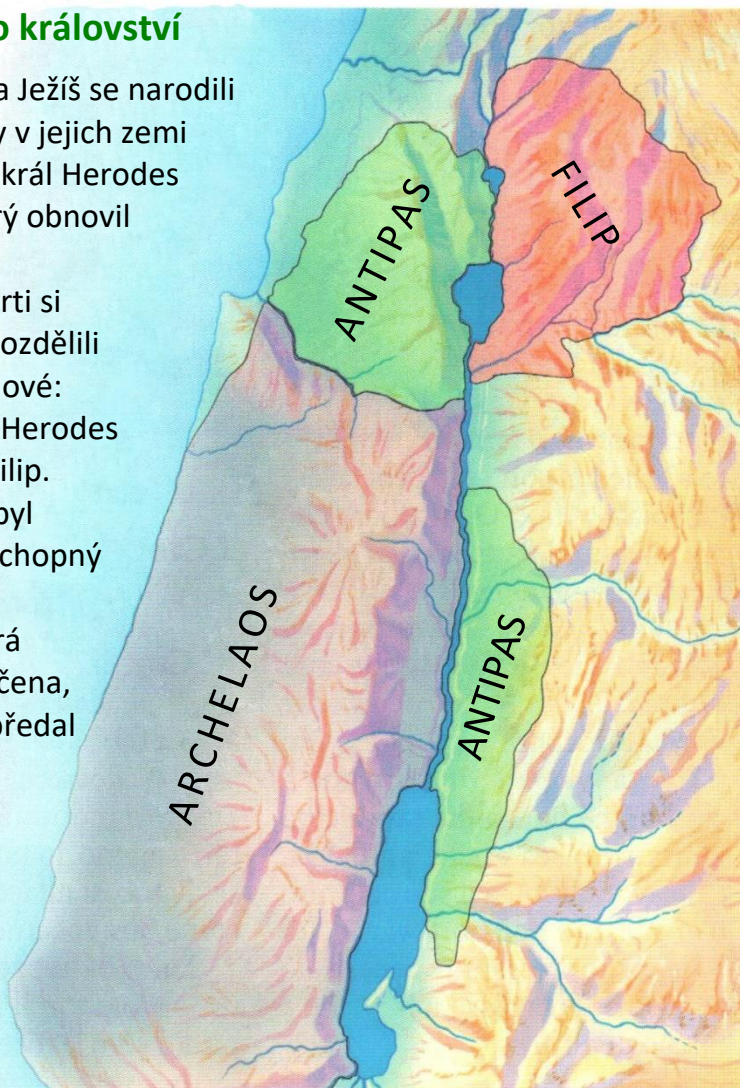 o království
a Ježíš se narodili
v jejich zemi
král Herodes
rý obnovil
rti si
ozdělili
ové:
Herodes
ilip.
byl
chopný
rá
čena,
předal
ANTIPAS
FILIP
ARCHELAOS
ANTIPAS